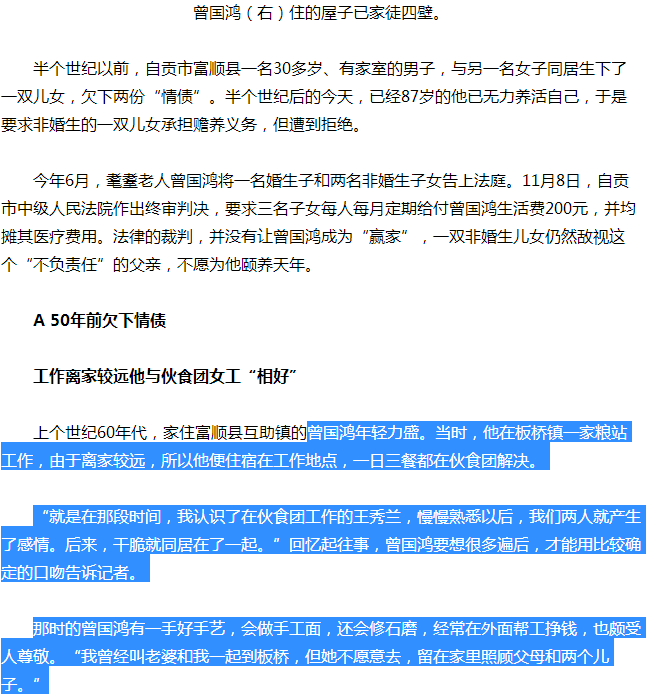 曾国鸿（右）住的屋子已家徒四壁。
半个世纪以前，自贡市富顺县一名30多岁、有家室的男子，与另一名女子同居生下了
一双儿女，欠下两份“情债”。半个世纪后的今天，已经87岁的他已无力养活自己，于是
要求非婚生的一双儿女承担赡养义务，但遭到拒绝。
今年6月，耄耋老人曾国鸿将一名婚生子和两名非婚生子女告上法庭。11月8日，自贡
市中级人民法院作出终审判决，要求三名子女每人每月定期给付曾国鸿生活费200元，并均
摊其医疗费用。法律的裁判，并没有让曾国鸿成为“赢家”，一双非婚生儿女仍然敌视这
个“不负责任”的父亲，不愿为他颐养天年。
A 50年前欠下情债
工作离家较远他与伙食团女工“相好”
上个世纪60年代，家住富顺县互助镇的曾国鸿年轻力盛。当时，他在板桥镇一家粮站
工作，由于离家较远，所以他便住宿在工作地点，一日三餐都在伙食团解决。
“就是在那段时间，我认识了在伙食团工作的王秀兰，慢慢熟悉以后，我们两人就产生
了感情。后来，干脆就同居在了一起。”回忆起往事，曾国鸿要想很多遍后，才能用比较确
定的口吻告诉记者。
那时的曾国鸿有一手好手艺，会做手工面，还会修石磨，经常在外面帮工挣钱，也颇受
人尊敬。“我曾经叫老婆和我一起到板桥，但她不愿意去，留在家里照顾父母和两个儿
子。”